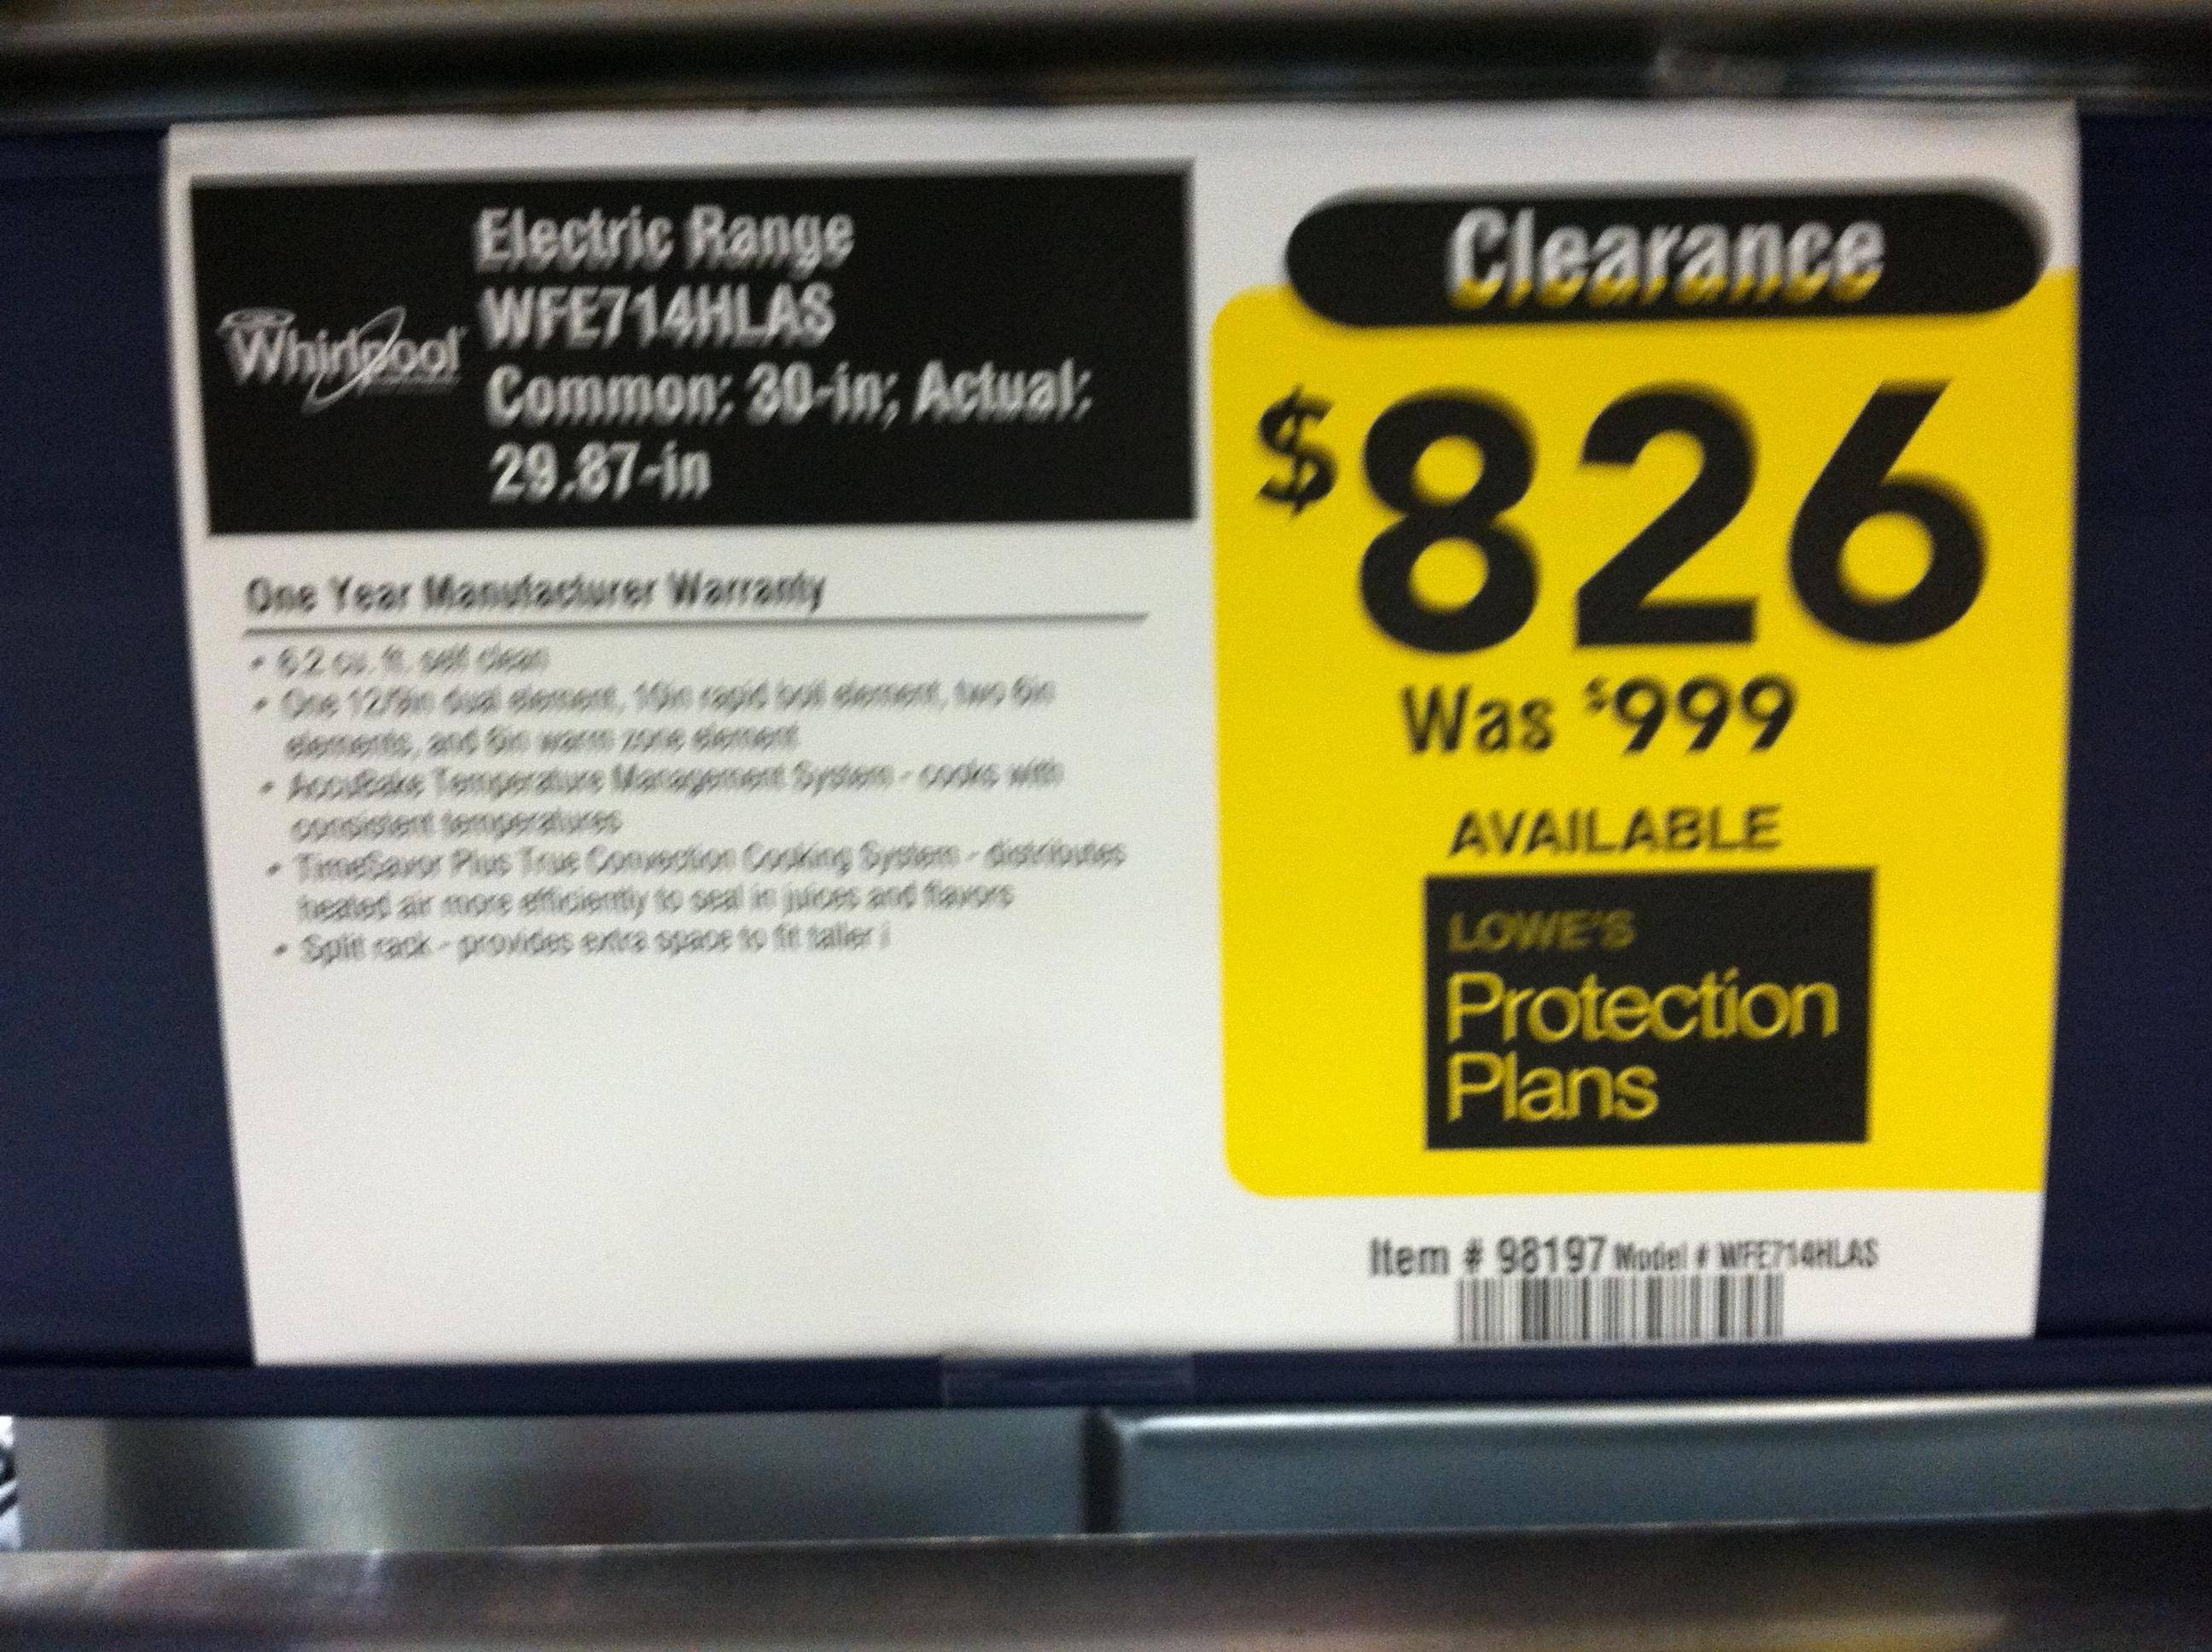 Whirlpool
Electric Range
WFE714HLAS
Common: 30-in; Actual:
29.87-in
One Year Manufacturer Warranty
• 6.2 cu. ft. self clean
• One 12/9in dual element, 10in rapid boil element, two 6in
elements, and 6in warm zone element
• AccuBake Temperature Management System - cooks with
consistent temperatures
• TimeSavor Plus True Convection Cooking System - distributes
heated air more efficiently to seal in juices and flavors
• Split rack - provides extra space to fit taller i
Clearance
$826
Was $999
AVAILABLE
LOWE'S
Protection
Plans
Item # 98197 Model # WFE714HLAS